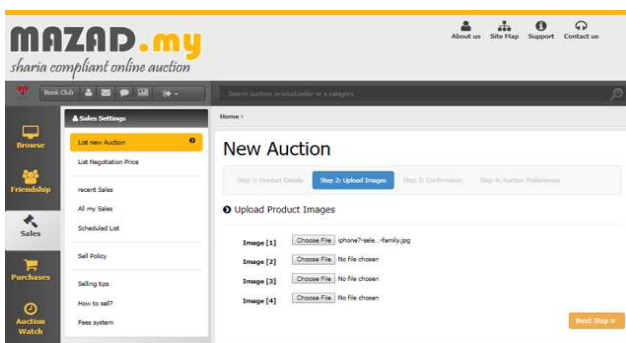 MAZAD.my
sharia compliant online auction
About us
Site Map
Support
Contact us
Book Club
Search auction, product,seller or a category
Browse
Friendship
Sales
Purchases
Auction Watch
Sales Settings
List new Auction
List Negotiation Price
recent Sales
All my Sales
Scheduled List
Sell Policy
Selling tips
How to sell?
Fees system
Home ›
New Auction
Step 1: Product Details
Step 2: Upload Images
Step 3: Confirmation
Step 4: Auction Preferences
Upload Product Images
Image [1] Choose File iphone7-sele...-family.jpg
Image [2] Choose File No file chosen
Image [3] Choose File No file chosen
Image [4] Choose File No file chosen
Next Step »